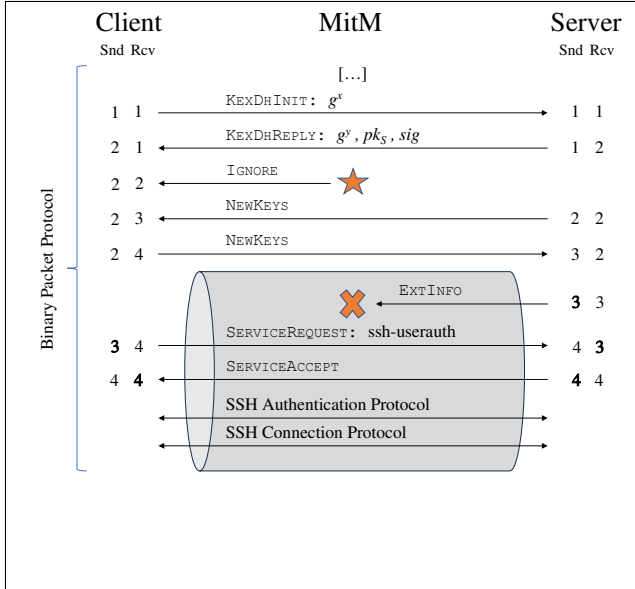 Client MitM Server
Snd Rcv Snd Rcv
[…]
1 1 KEXDHINIT: g^x 1 1
2 1 KEXDHREPLY: g^y , pk_S , sig 1 2
2 2 IGNORE
2 3 NEWKEYS 2 2
2 4 NEWKEYS 3 2
EXTINFO 3 3
3 4 SERVICEREQUEST: ssh-userauth 4 3
4 4 SERVICEACCEPT 4 4
SSH Authentication Protocol
SSH Connection Protocol
Binary Packet Protocol